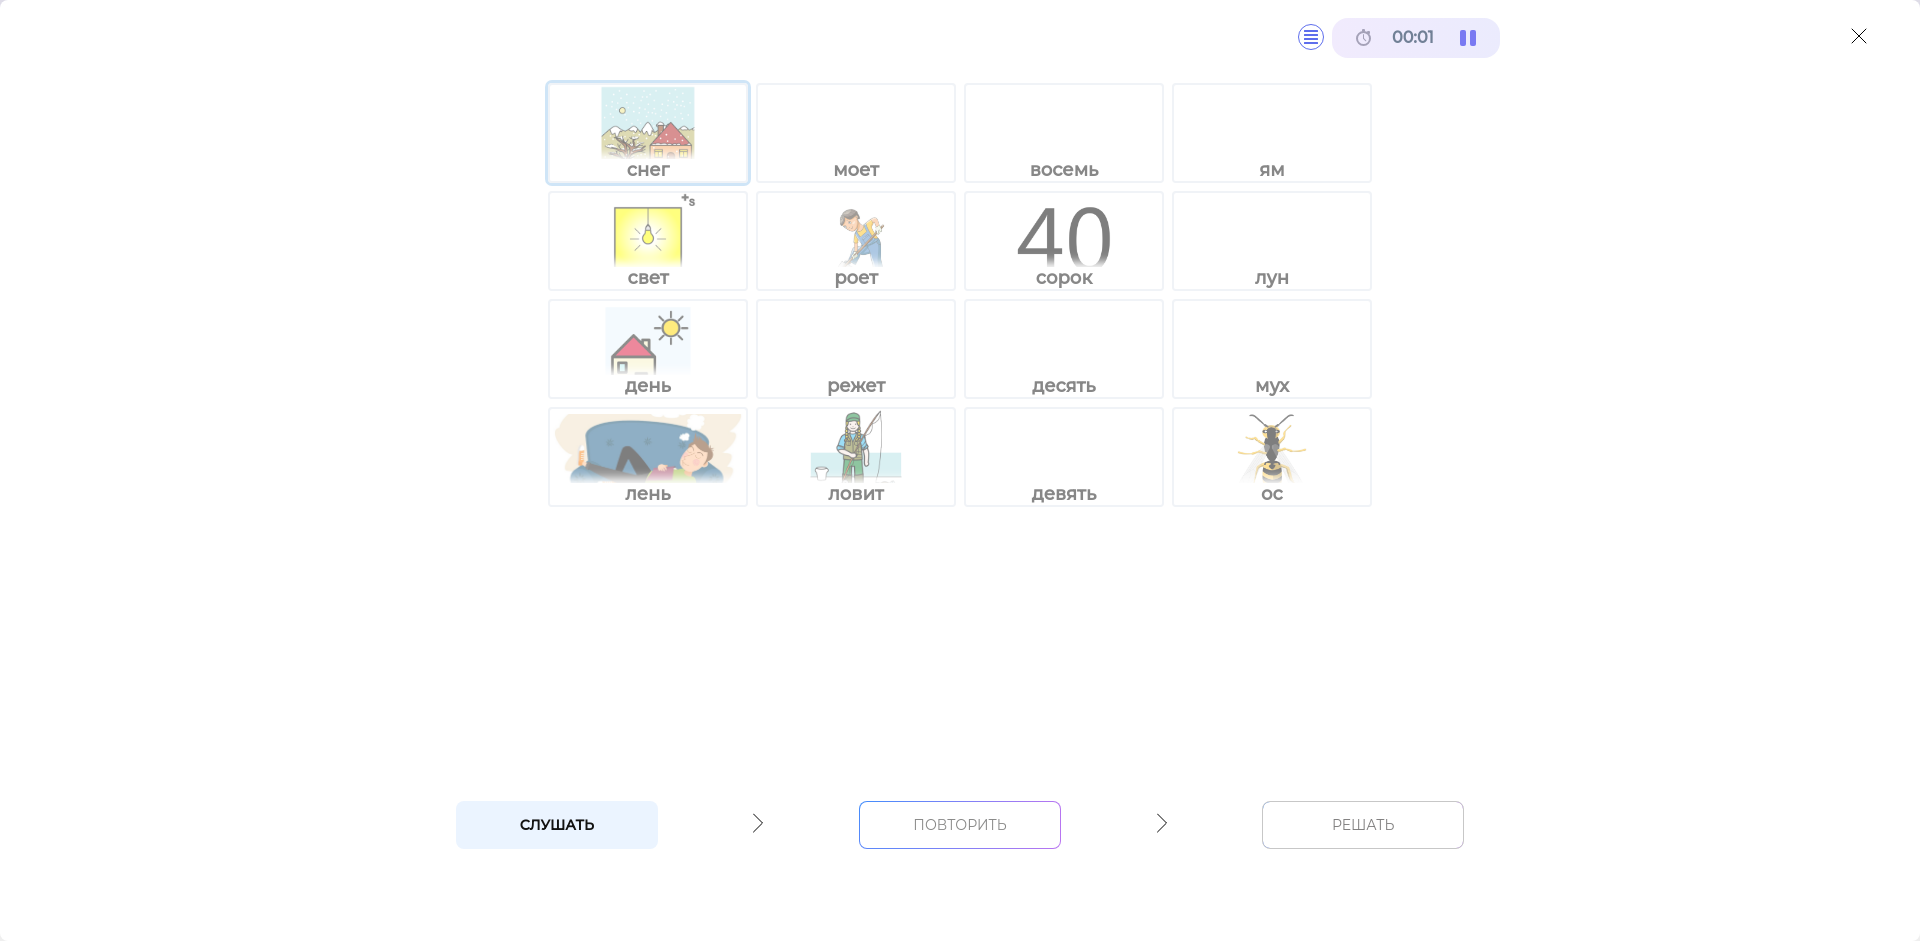 00:01
снег
моет
восемь
ям
+s
свет
роет
40
сорок
лун
день
режет
десять
мух
лень
ловит
девять
ос
СЛУШАТЬ
ПОВТОРИТЬ
РЕШАТЬ